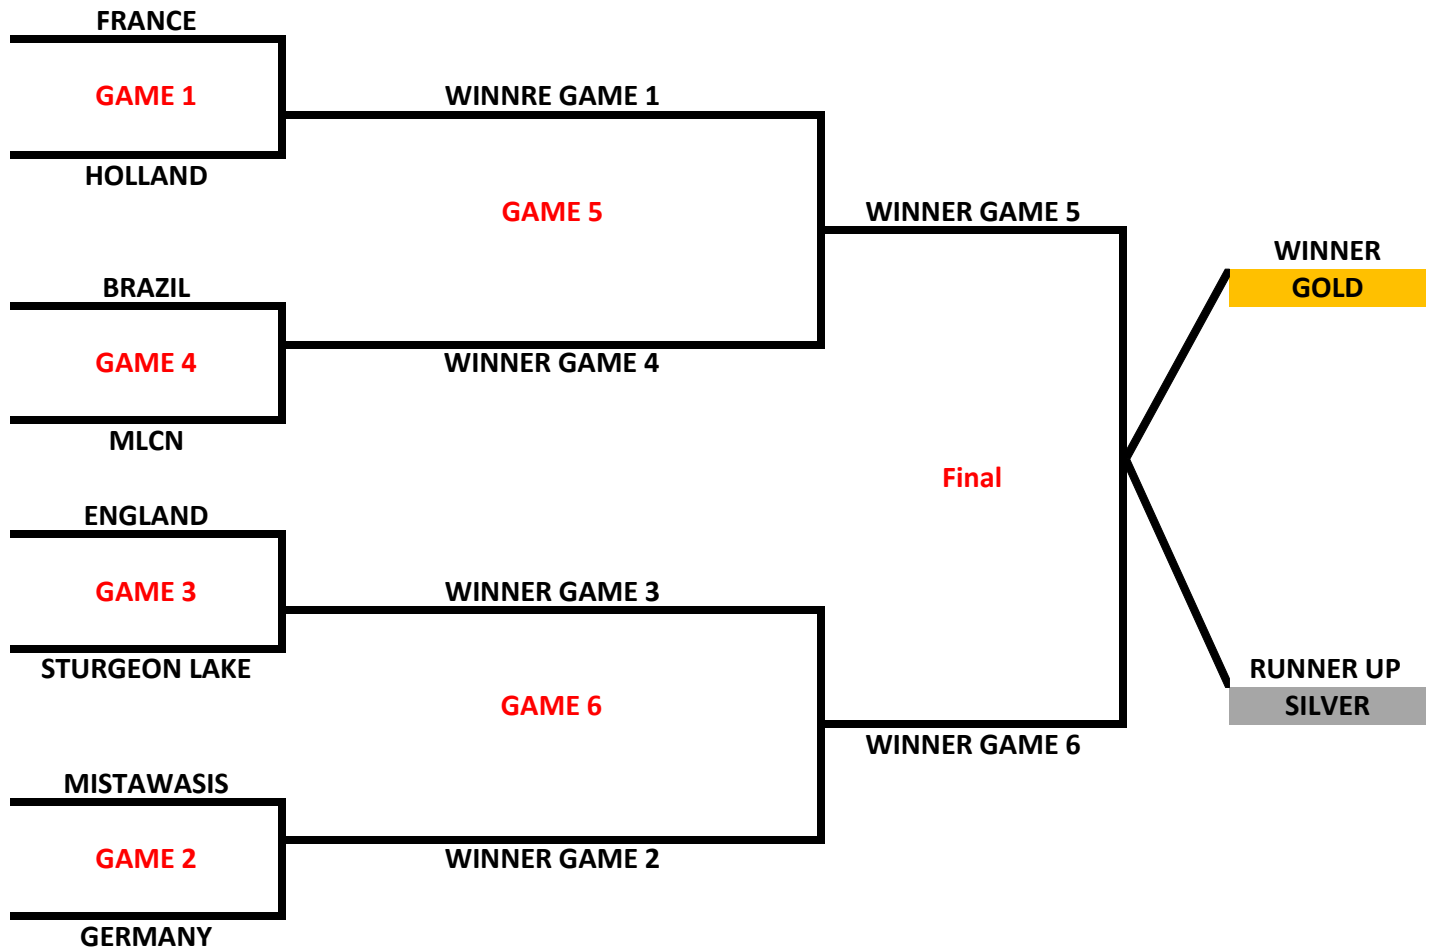 FRANCE
GAME 1
WINNRE GAME 1
HOLLAND
GAME 5
WINNER GAME 5
WINNER
GOLD
BRAZIL
GAME 4
WINNER GAME 4
MLCN
Final
ENGLAND
GAME 3
WINNER GAME 3
STURGEON LAKE
RUNNER UP
SILVER
GAME 6
WINNER GAME 6
MISTAWASIS
GAME 2
WINNER GAME 2
GERMANY